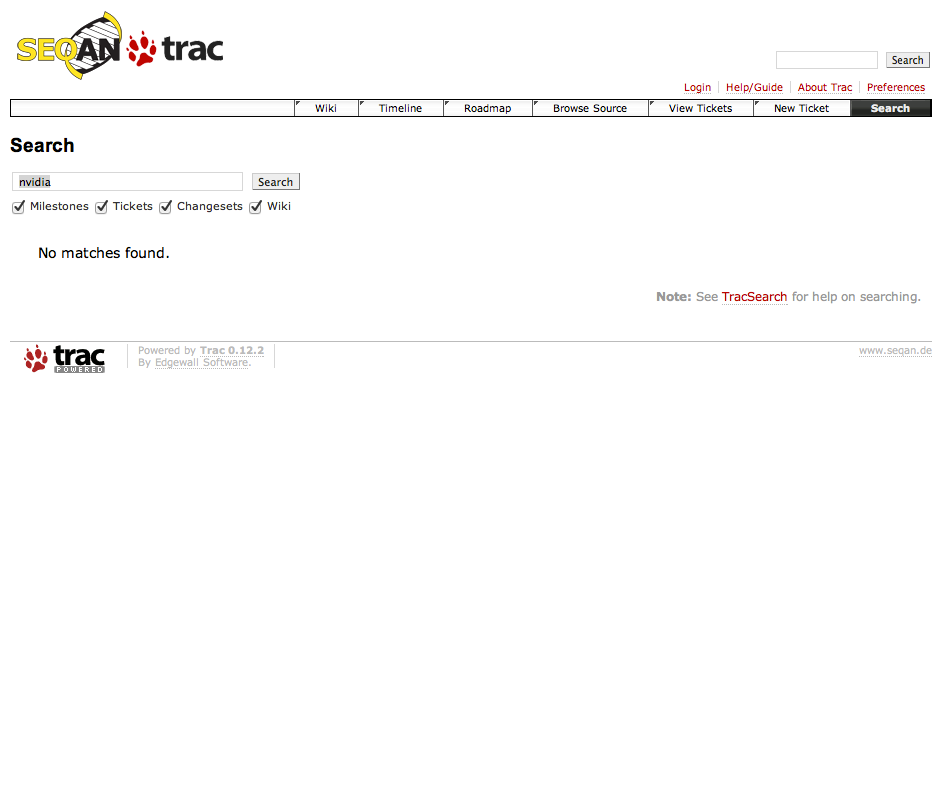 SEQAN trac
Search
Login Help/Guide About Trac Preferences
Wiki Timeline Roadmap Browse Source View Tickets New Ticket Search
Search
nvidia Search
Milestones Tickets Changesets Wiki
No matches found.
Note: See TracSearch for help on searching.
trac POWERED
Powered by Trac 0.12.2
By Edgewall Software.
www.seqan.de